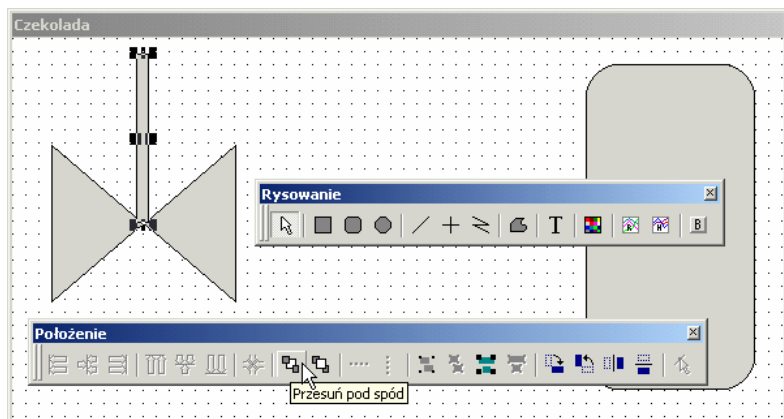 Czekolada
Rysowanie
T
B
Położenie
Przesuń pod spód